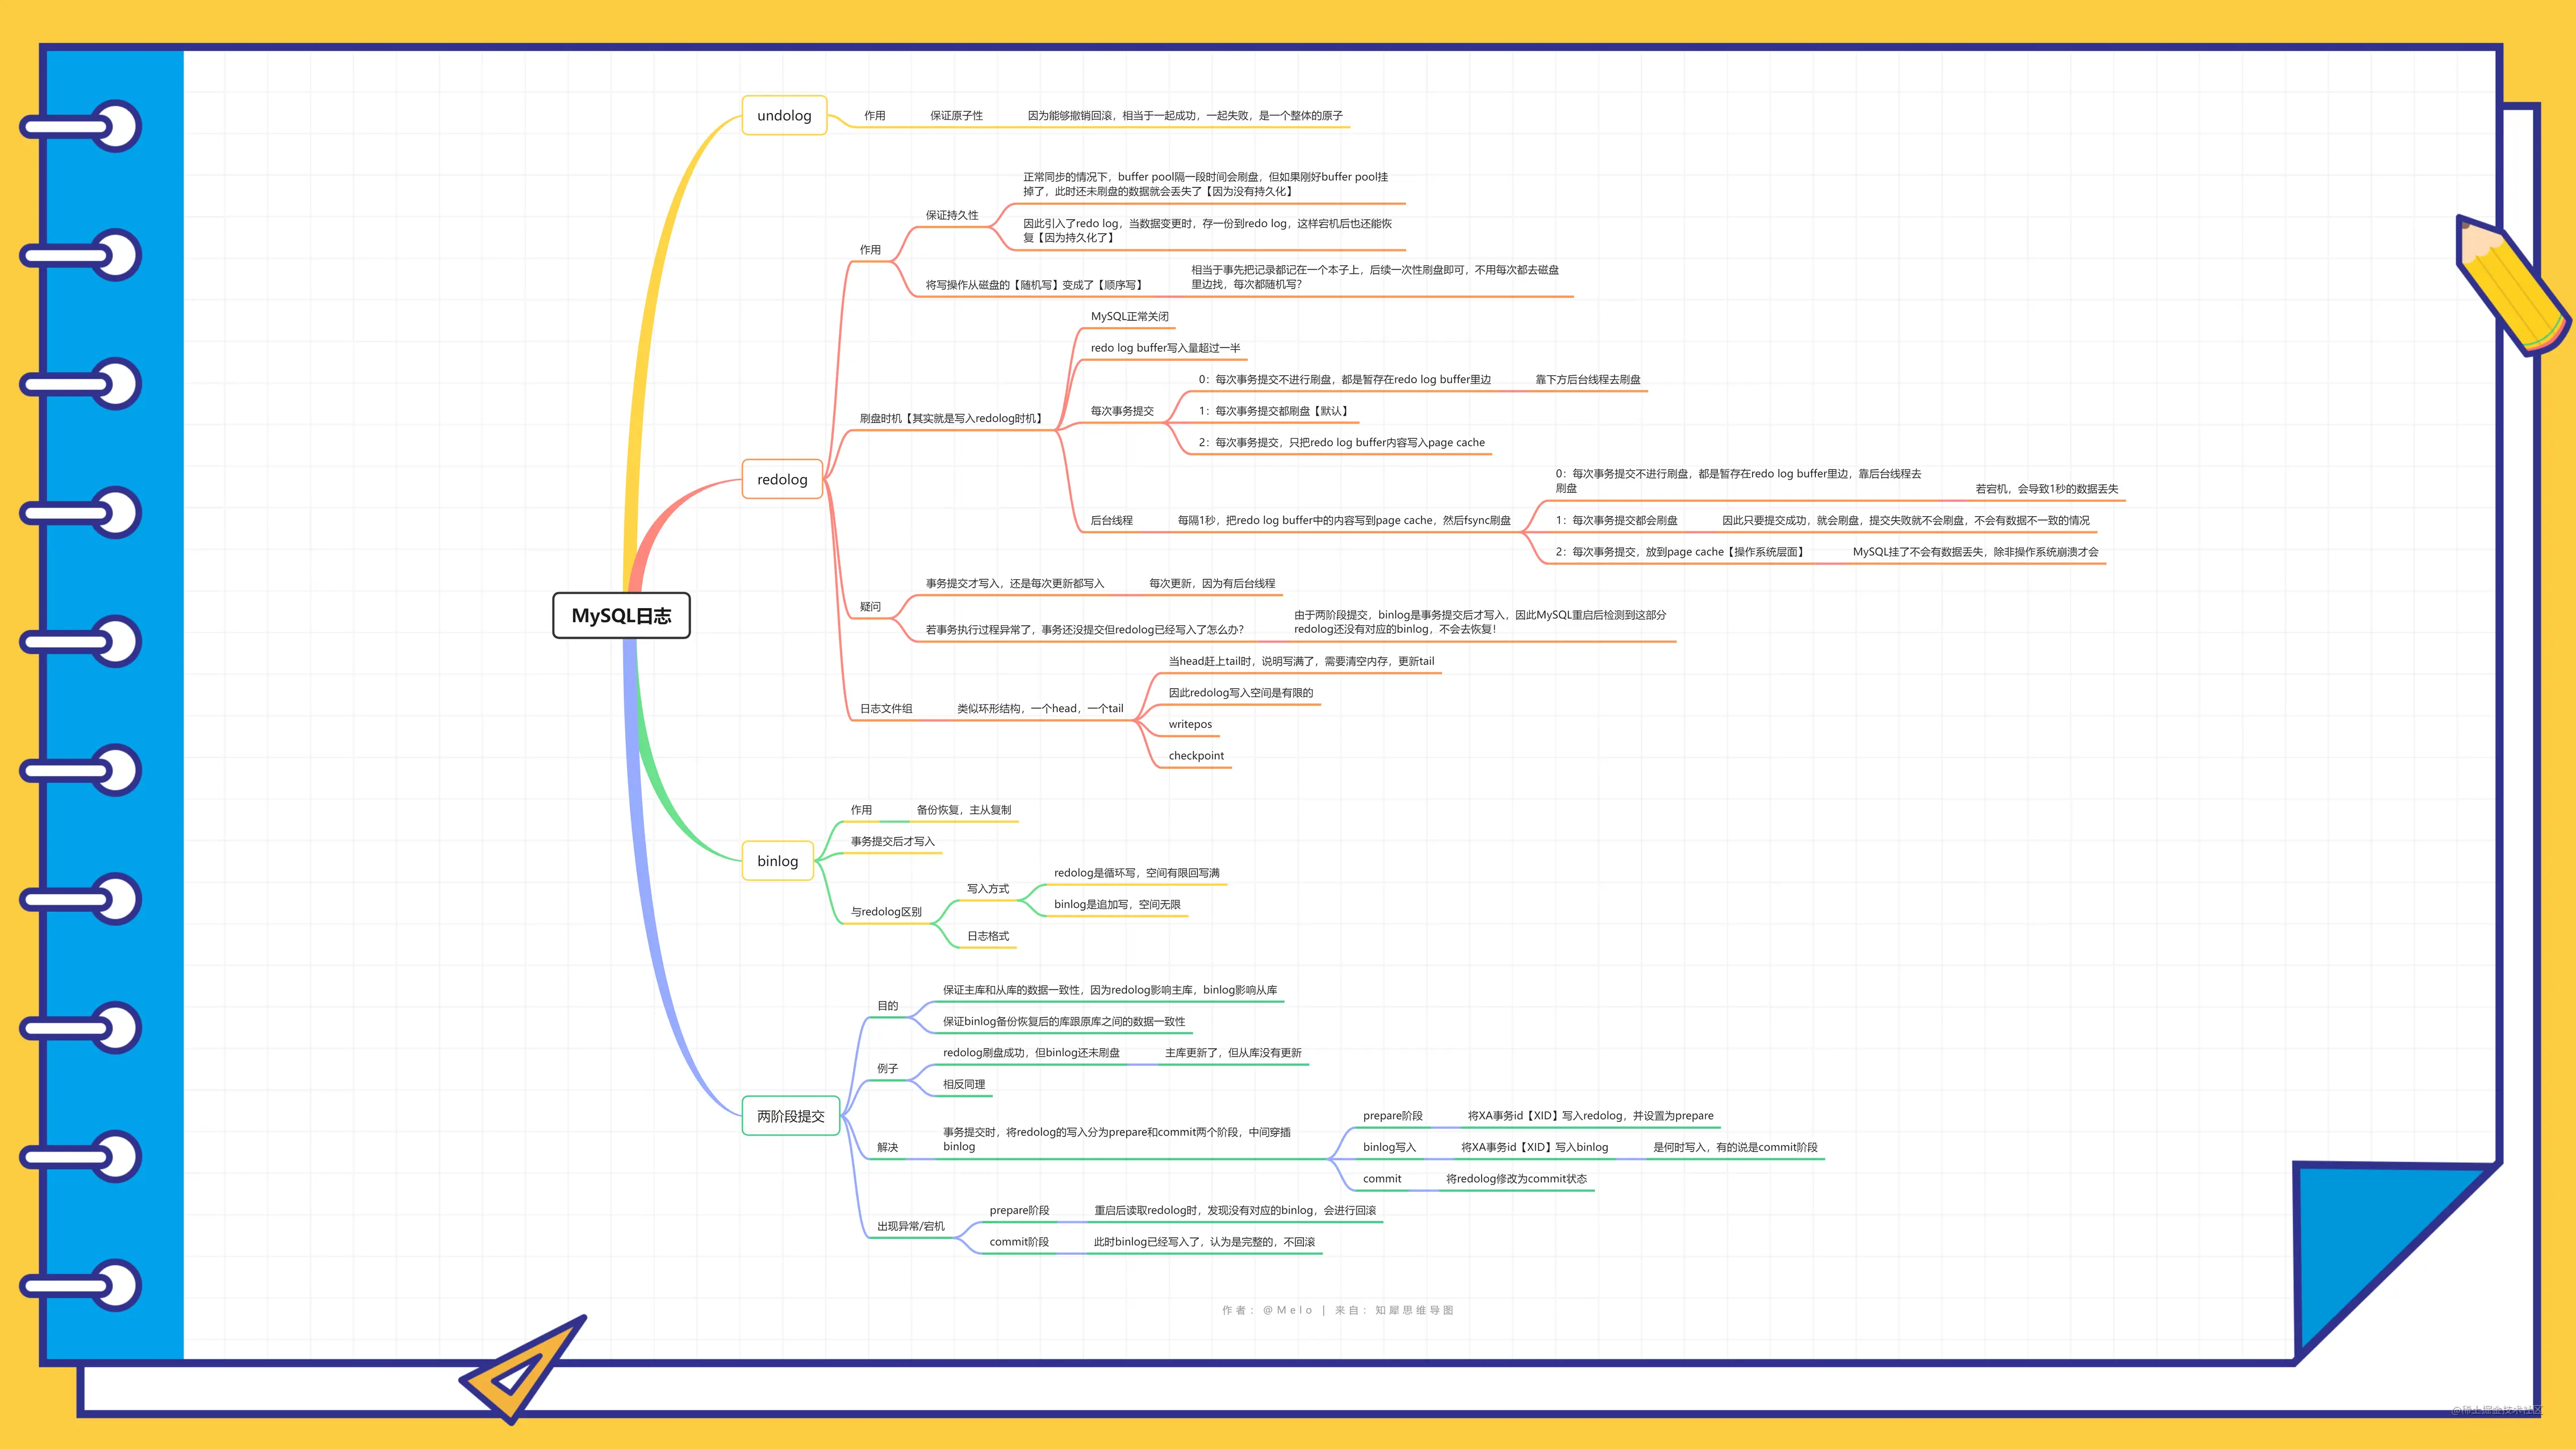 MySQL日志
undolog
作用
保证原子性
因为能够撤销回滚，相当于一起成功，一起失败，是一个整体的原子
redolog
作用
保证持久性
正常同步的情况下，buffer pool隔一段时间会刷盘，但如果刚好buffer pool挂
掉了，此时还未刷盘的数据就会丢失了【因为没有持久化】
因此引入了redo log，当数据变更时，存一份到redo log，这样宕机后也还能恢
复【因为持久化了】
将写操作从磁盘的【随机写】变成了【顺序写】
相当于事先把记录都记在一个本子上，后续一次性刷盘即可，不用每次都去磁盘
里边找，每次都随机写?
刷盘时机【其实就是写入redolog时机】
MySQL正常关闭
redo log buffer写入量超过一半
每次事务提交
0：每次事务提交不进行刷盘，都是暂存在redo log buffer里边
靠下方后台线程去刷盘
1：每次事务提交都刷盘【默认】
2：每次事务提交，只把redo log buffer内容写入page cache
后台线程
每隔1秒，把redo log buffer中的内容写到page cache，然后fsync刷盘
0：每次事务提交不进行刷盘，都是暂存在redo log buffer里边，靠后台线程去
刷盘
若宕机，会导致1秒的数据丢失
1：每次事务提交都会刷盘
因此只要提交成功，就会刷盘，提交失败就不会刷盘，不会有数据不一致的情况
2：每次事务提交，放到page cache【操作系统层面】
MySQL挂了不会有数据丢失，除非操作系统崩溃才会
疑问
事务提交才写入，还是每次更新都写入
每次更新，因为有后台线程
若事务执行过程异常了，事务还没提交但redolog已经写入了怎么办?
由于两阶段提交，binlog是事务提交后才写入，因此MySQL重启后检测到这部分
redolog还没有对应的binlog，不会去恢复!
日志文件组
类似环形结构，一个head，一个tail
当head赶上tail时，说明写满了，需要清空内存，更新tail
因此redolog写入空间是有限的
writepos
checkpoint
binlog
作用
备份恢复，主从复制
事务提交后才写入
与redolog区别
写入方式
redolog是循环写，空间有限回写满
binlog是追加写，空间无限
日志格式
两阶段提交
目的
保证主库和从库的数据一致性，因为redolog影响主库，binlog影响从库
保证binlog备份恢复后的库跟原库之间的数据一致性
例子
redolog刷盘成功，但binlog还未刷盘
主库更新了，但从库没有更新
相反同理
解决
事务提交时，将redolog的写入分为prepare和commit两个阶段，中间穿插
binlog
prepare阶段
将XA事务id【XID】写入redolog，并设置为prepare
binlog写入
将XA事务id【XID】写入binlog
是何时写入，有的说是commit阶段
commit
将redolog修改为commit状态
出现异常/宕机
prepare阶段
重启后读取redolog时，发现没有对应的binlog，会进行回滚
commit阶段
此时binlog已经写入了，认为是完整的，不回滚
作者：@Melo | 来自：知犀思维导图
@稀土掘金技术社区